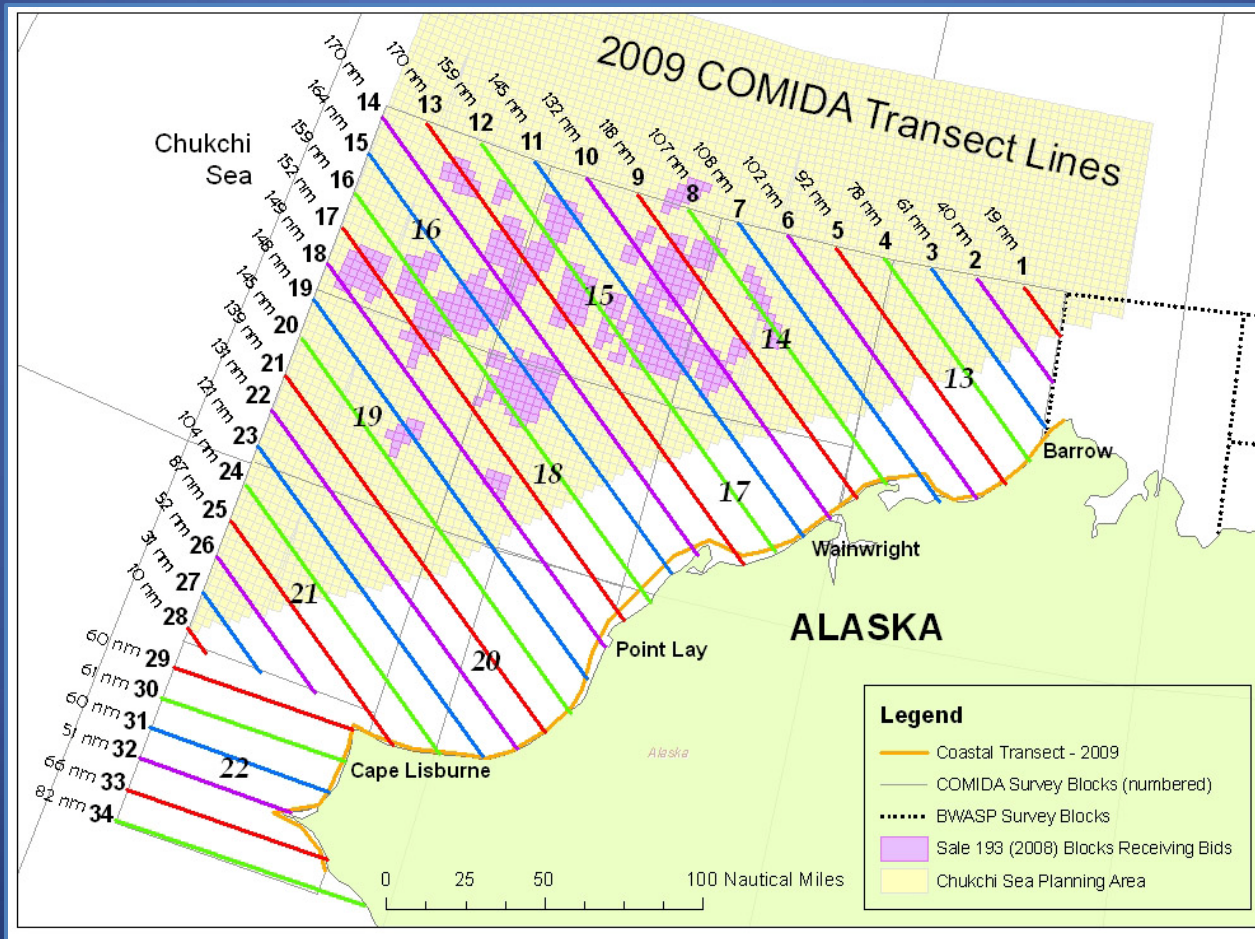 2009 COMIDA Transect Lines
Chukchi
Sea
170 nm
14
170 nm
13
159 nm
12
145 nm
11
132 nm
10
118 nm
9
107 nm
8
108 nm
7
102 nm
6
92 nm
5
78 nm
4
61 nm
3
40 nm
2
19 nm
1
164 nm
15
159 nm
16
152 nm
17
149 nm
18
148 nm
19
145 nm
20
139 nm
21
131 nm
22
121 nm
23
104 nm
24
87 nm
25
52 nm
26
31 nm
27
10 nm
28
60 nm
29
61 nm
30
60 nm
31
51 nm
32
66 nm
33
82 nm
34
16
15
14
13
19
18
17
21
20
22
Barrow
Wainwright
ALASKA
Point Lay
Alaska
Cape Lisburne
0 25 50 100 Nautical Miles
Legend
Coastal Transect - 2009
COMIDA Survey Blocks (numbered)
BWASP Survey Blocks
Sale 193 (2008) Blocks Receiving Bids
Chukchi Sea Planning Area